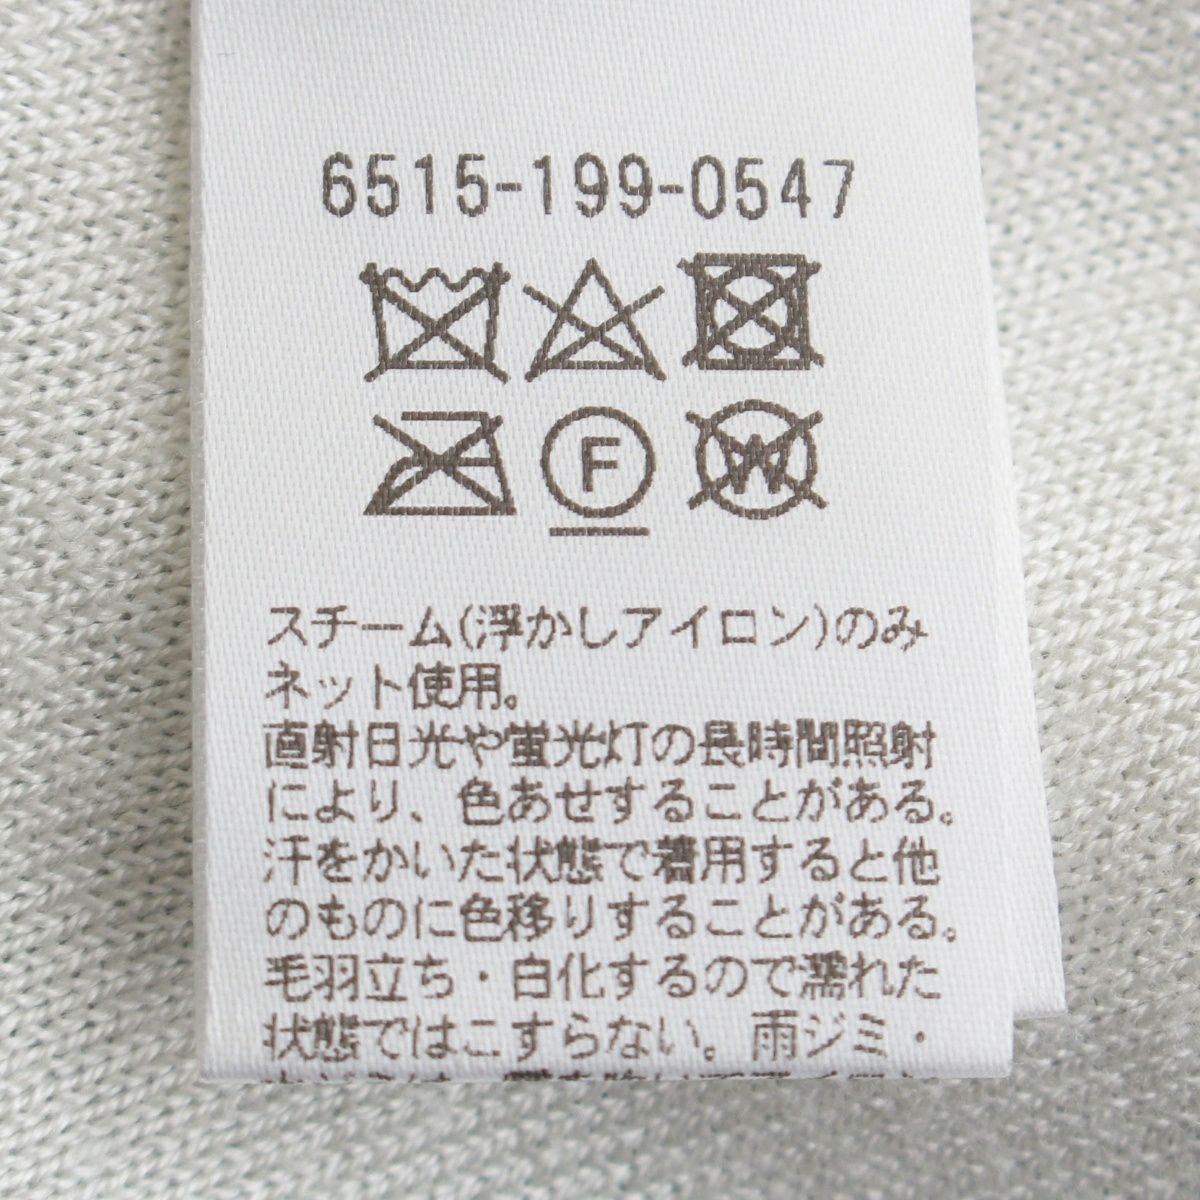 6515-199-0547
F
W
スチーム(浮かしアイロン)のみ
ネット使用。
直射日光や蛍光灯の長時間照射
により、色あせすることがある。
汗をかいた状態で着用すると他
のものに色移りすることがある。
毛羽立ち・白化するので濡れた
状態ではこすらない。雨ジミ・